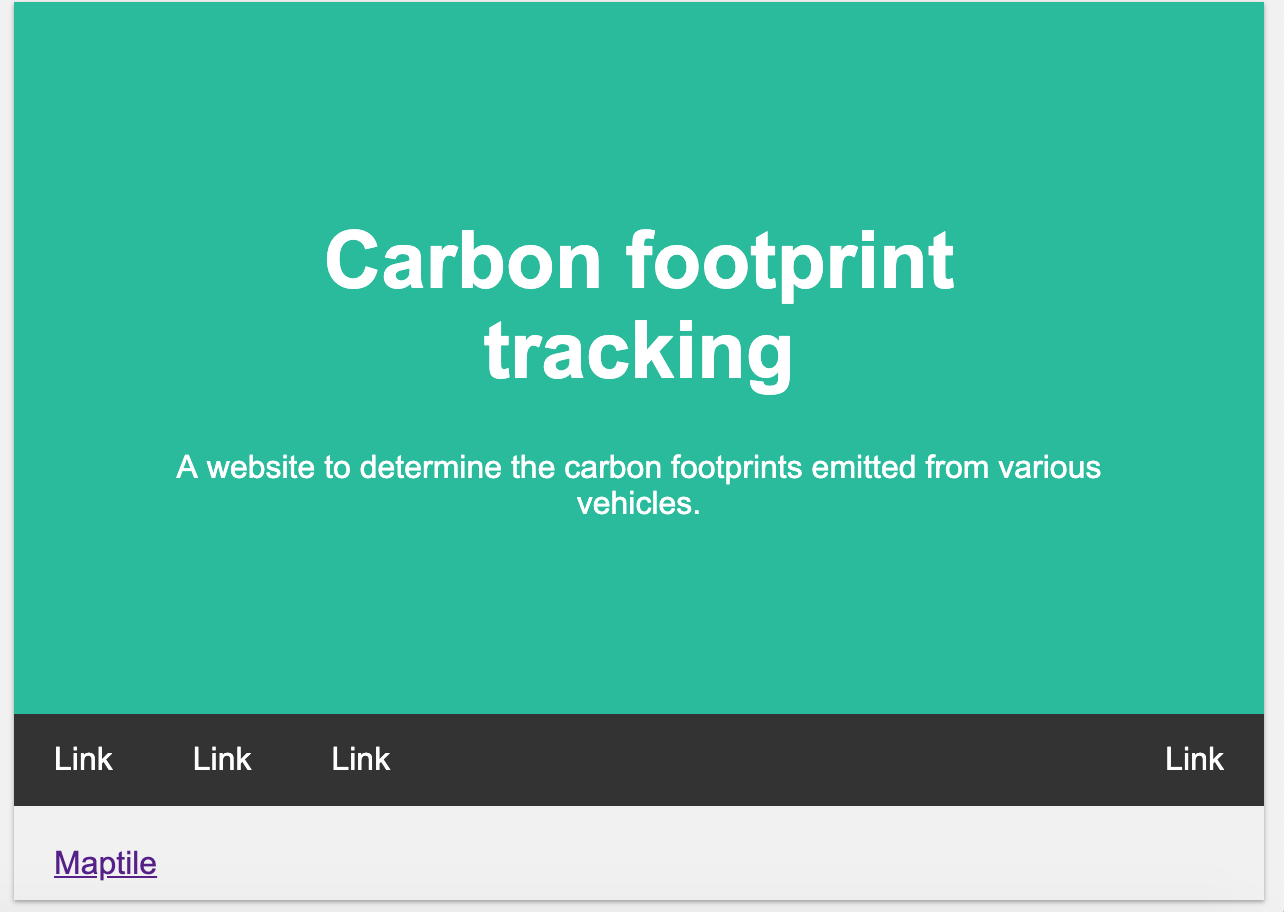 Carbon footprint
tracking
A website to determine the carbon footprints emitted from various
vehicles.
Link Link Link Link
Maptile